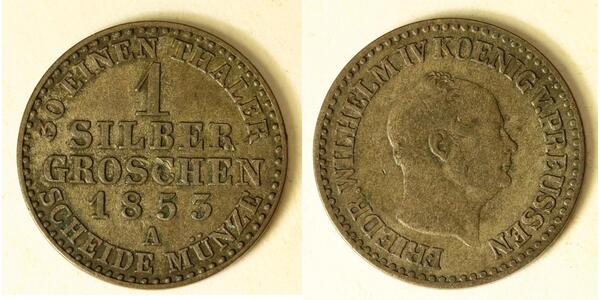 30 EINEN THALER
1
SILBER
GROSCHEN
1853
A
SCHEIDE MÜNZE
FRIEDR. WILHELM IV KOENIG V. PREUSSEN